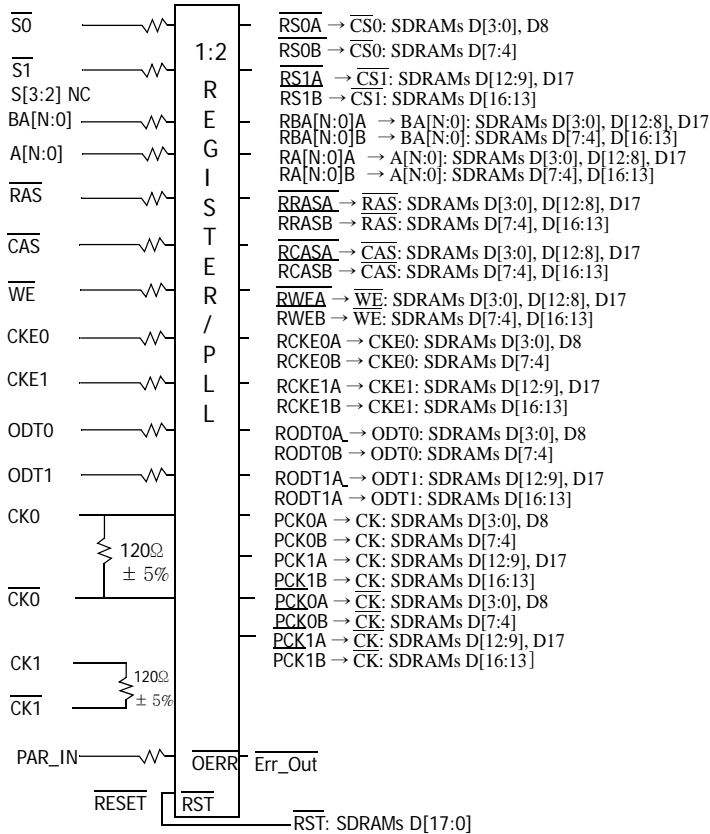 S0
S1
S[3:2] NC
BA[N:0]
A[N:0]
RAS
CAS
WE
CKE0
CKE1
ODT0
ODT1
CK0
120Ω
± 5%
CK0
CK1
120Ω
± 5%
CK1
PAR_IN
RESET
1:2
R
E
G
I
S
T
E
R
/
P
L
L
OERR
RST
RS0A → CS0: SDRAMs D[3:0], D8
RS0B → CS0: SDRAMs D[7:4]
RS1A → CS1: SDRAMs D[12:9], D17
RS1B → CS1: SDRAMs D[16:13]
RBA[N:0]A → BA[N:0]: SDRAMs D[3:0], D[12:8], D17
RBA[N:0]B → BA[N:0]: SDRAMs D[7:4], D[16:13]
RA[N:0]A → A[N:0]: SDRAMs D[3:0], D[12:8], D17
RA[N:0]B → A[N:0]: SDRAMs D[7:4], D[16:13]
RRASA → RAS: SDRAMs D[3:0], D[12:8], D17
RRASB → RAS: SDRAMs D[7:4], D[16:13]
RCASA → CAS: SDRAMs D[3:0], D[12:8], D17
RCASB → CAS: SDRAMs D[7:4], D[16:13]
RWEA → WE: SDRAMs D[3:0], D[12:8], D17
RWEB → WE: SDRAMs D[7:4], D[16:13]
RCKE0A → CKE0: SDRAMs D[3:0], D8
RCKE0B → CKE0: SDRAMs D[7:4]
RCKE1A → CKE1: SDRAMs D[12:9], D17
RCKE1B → CKE1: SDRAMs D[16:13]
RODT0A → ODT0: SDRAMs D[3:0], D8
RODT0B → ODT0: SDRAMs D[7:4]
RODT1A → ODT1: SDRAMs D[12:9], D17
RODT1A → ODT1: SDRAMs D[16:13]
PCK0A → CK: SDRAMs D[3:0], D8
PCK0B → CK: SDRAMs D[7:4]
PCK1A → CK: SDRAMs D[12:9], D17
PCK1B → CK: SDRAMs D[16:13]
PCK0A → CK: SDRAMs D[3:0], D8
PCK0B → CK: SDRAMs D[7:4]
PCK1A → CK: SDRAMs D[12:9], D17
PCK1B → CK: SDRAMs D[16:13]
Err_Out
RST: SDRAMs D[17:0]